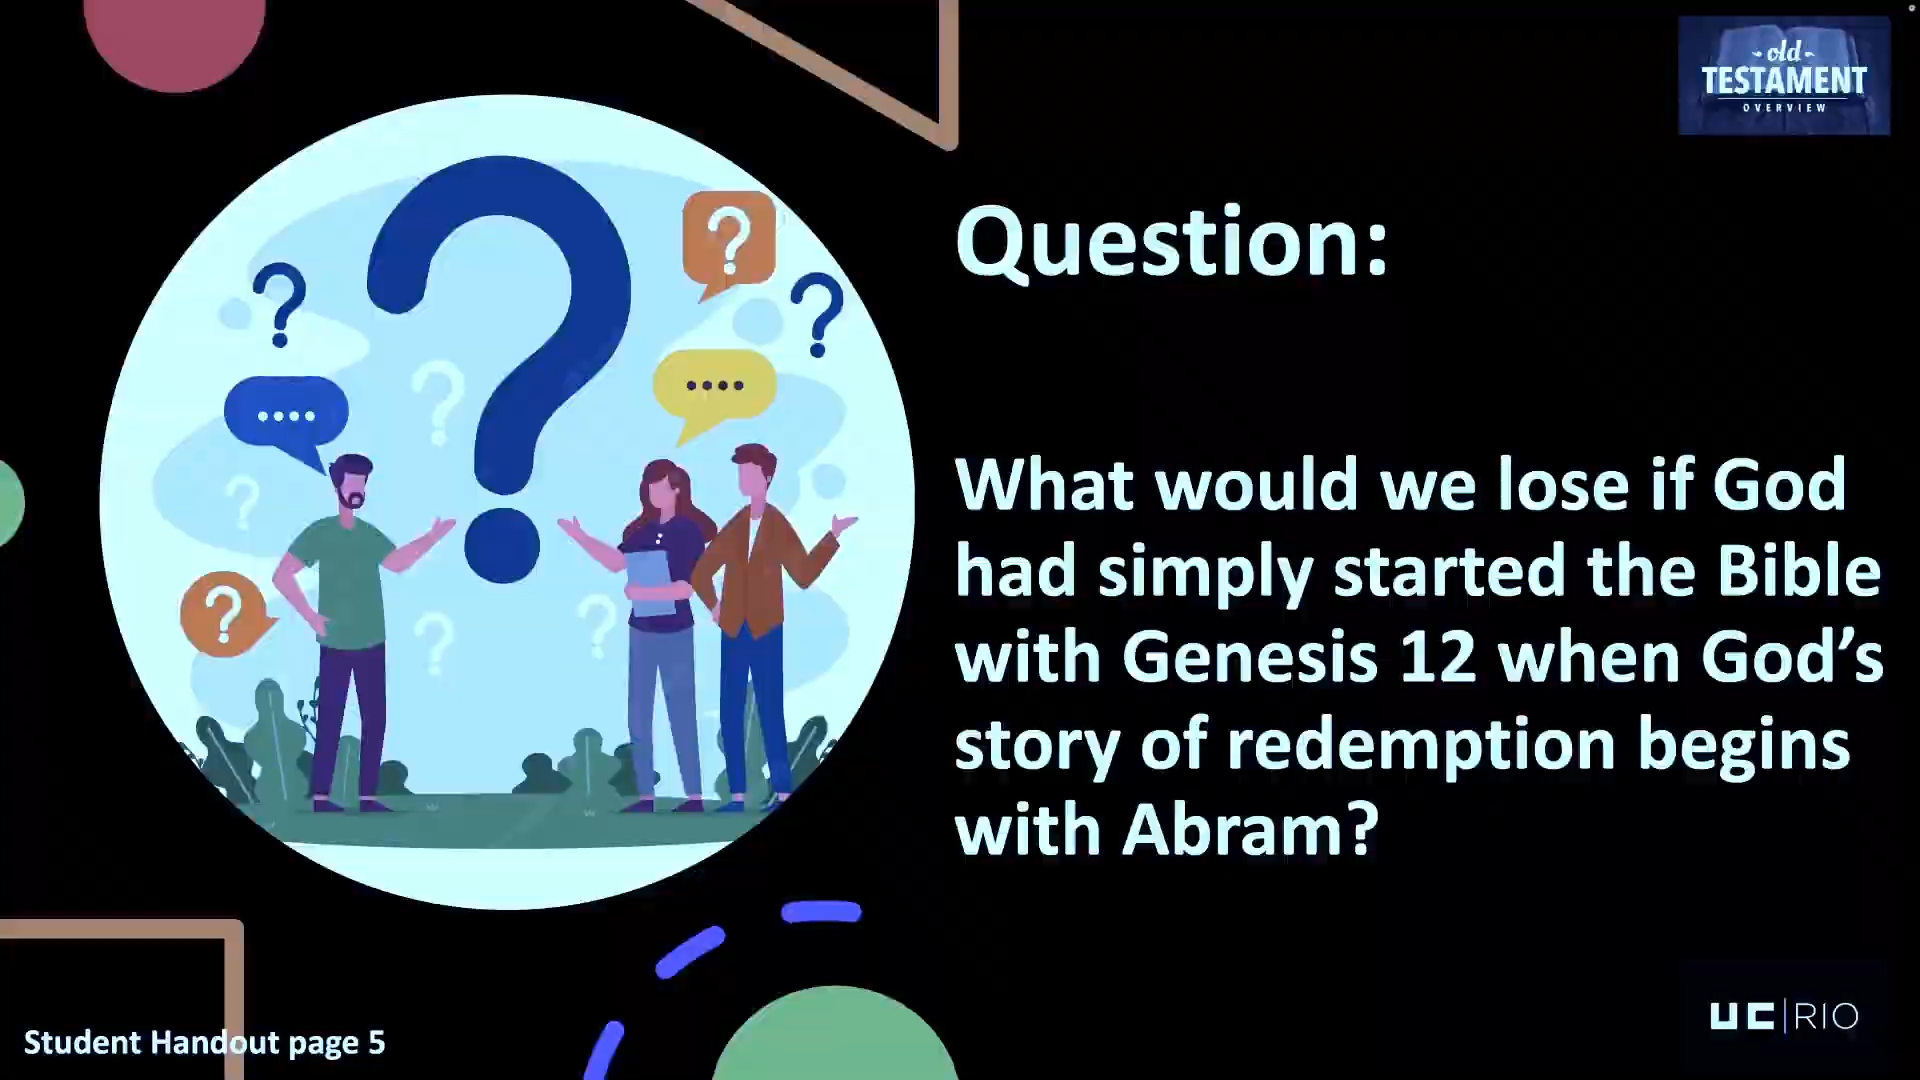 old
TESTAMENT
OVERVIEW
Question:
What would we lose if God
had simply started the Bible
with Genesis 12 when God’s
story of redemption begins
with Abram?
Student Handout page 5
UC|RIO